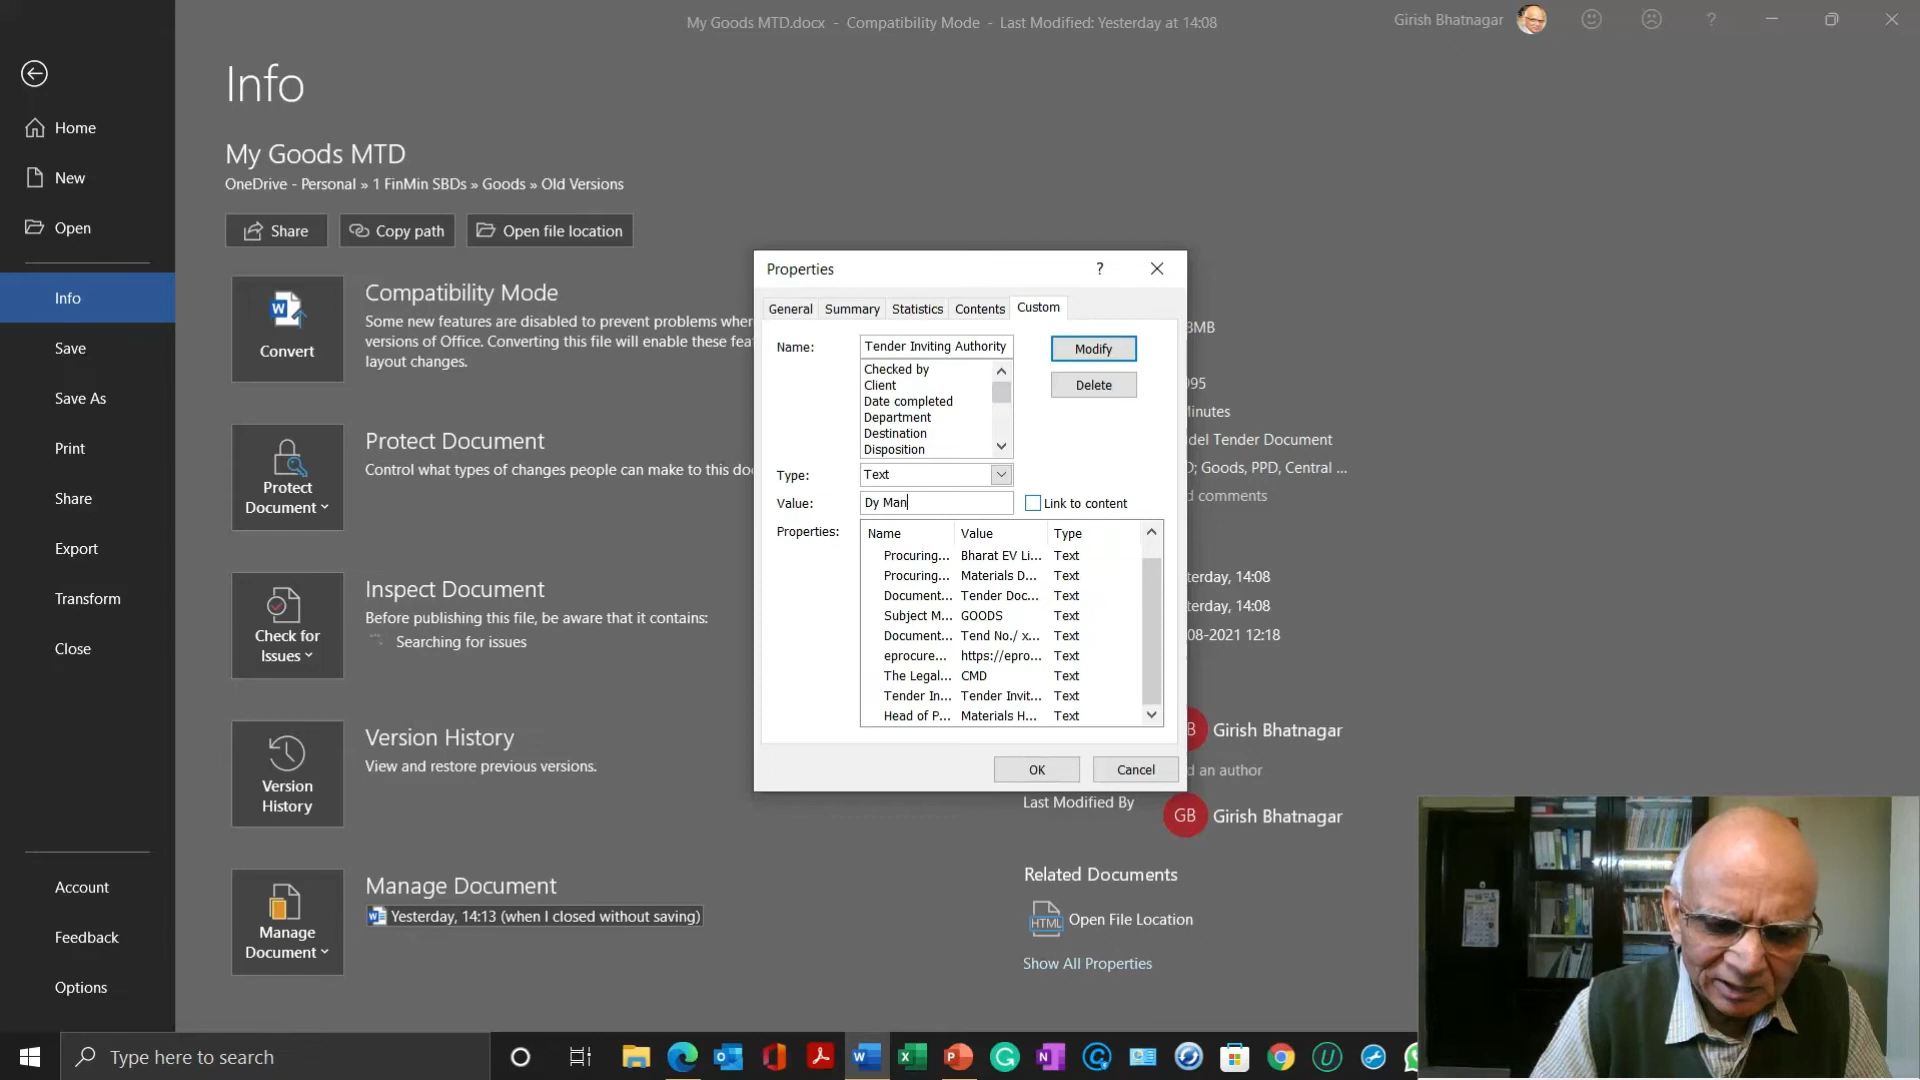 My Goods MTD.docx - Compatibility Mode - Last Modified: Yesterday at 14:08
Girish Bhatnagar
?
Info
Home
New
Open
Info
Save
Save As
Print
Share
Export
Transform
Close
Account
Feedback
Options
My Goods MTD
OneDrive - Personal » 1 FinMin SBDs » Goods » Old Versions
Share
Copy path
Open file location
Convert
Compatibility Mode
Some new features are disabled to prevent problems whe
versions of Office. Converting this file will enable these fea
layout changes.
Protect
Document
Protect Document
Control what types of changes people can make to this do
Check for
Issues
Inspect Document
Before publishing this file, be aware that it contains:
Searching for issues
Version
History
Version History
View and restore previous versions.
Manage
Document
Manage Document
Yesterday, 14:13 (when I closed without saving)
Properties
?
General
Summary
Statistics
Contents
Custom
Name:
Tender Inviting Authority
Modify
Delete
Checked by
Client
Date completed
Department
Destination
Disposition
Type:
Text
Value:
Dy Man
Link to content
Properties:
Name Value Type
Procuring... Bharat EV Li... Text
Procuring... Materials D... Text
Document... Tender Doc... Text
Subject M... GOODS Text
Document... Tend No./ x... Text
eprocure... https://epro... Text
The Legal... CMD Text
Tender In... Tender Invit... Text
Head of P... Materials H... Text
OK
Cancel
3MB
95
Minutes
del Tender Document
D; Goods, PPD, Central ...
d comments
terday, 14:08
terday, 14:08
08-2021 12:18
B
Girish Bhatnagar
d an author
Last Modified By
GB
Girish Bhatnagar
Related Documents
HTML
Open File Location
Show All Properties
Type here to search